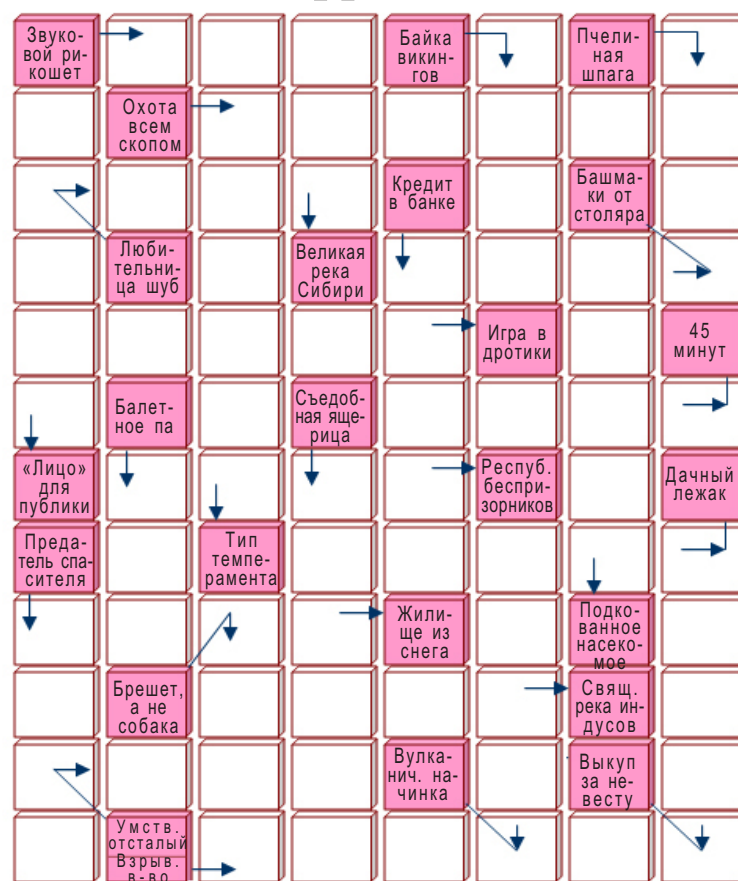 Звуко-
вой ри-
кошет
Байка
викин-
гов
Пчели-
ная
шпага
Охота
всем
скопом
Кредит
в банке
Башма-
ки от
столяра
Люби-
тельни-
ца шуб
Великая
река
Сибири
Игра в
дротики
45
минут
Балет-
ное па
Съедоб-
ная яще-
рица
«Лицо»
для
публики
Респуб.
беспри-
зорников
Дачный
лежак
Преда-
тель спа-
сителя
Тип
темпе-
рамента
Жили-
ще из
снега
Подко-
ванное
насеко-
мое
Брешет,
а не
собака
Свящ.
река ин-
дусов
Вулка-
нич. на-
чинка
Выкуп
за не-
весту
Умств.
отсталый
Взрыв.
в-во